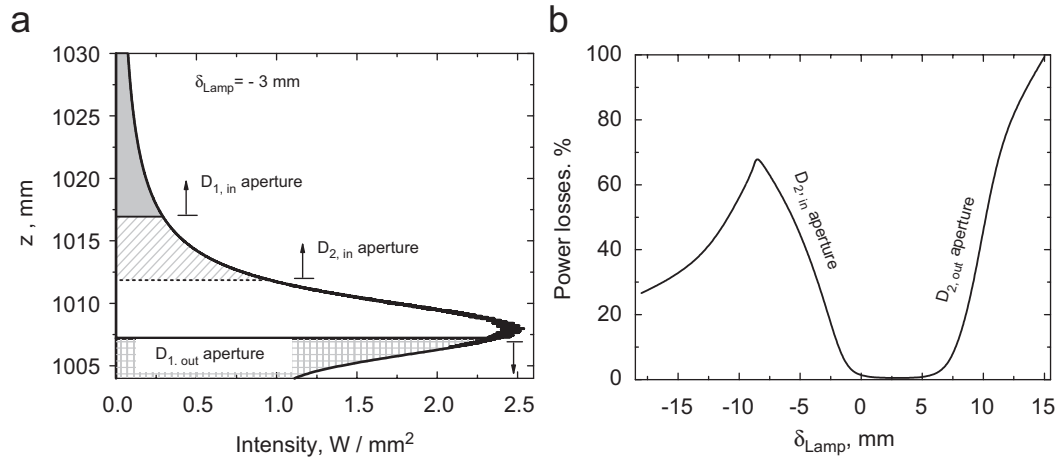 a
1030
1025
1020
1015
1010
1005
z , mm
δLamp= - 3 mm
D1, in aperture
D2, in aperture
D1. out aperture
0.0 0.5 1.0 1.5 2.0 2.5
Intensity, W / mm2
b
100
80
60
40
20
0
Power losses. %
D2, in aperture
D2, out aperture
-15 -10 -5 0 5 10 15
δLamp, mm